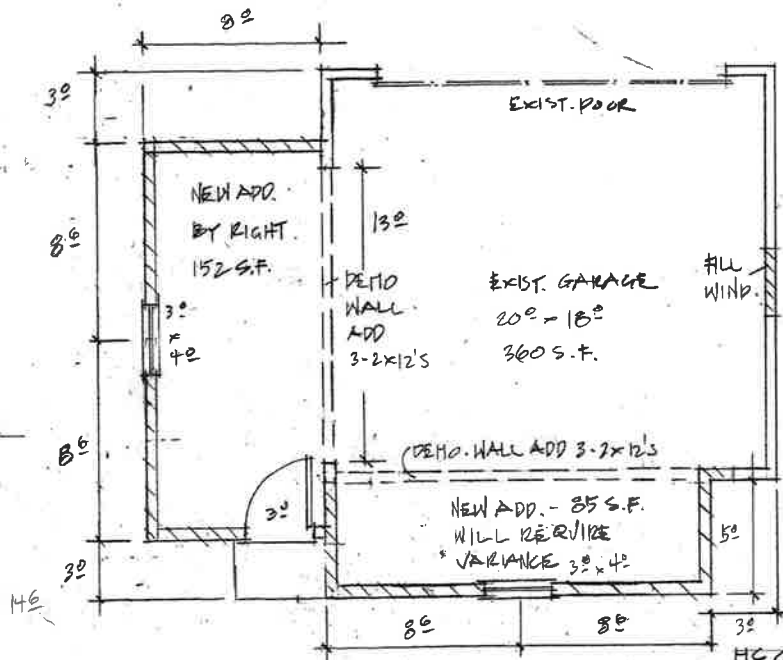 8⁰
3⁰
EXIST. DOOR
NEW ADD.
BY RIGHT.
152 S.F.
8⁶
13⁰
DEMO
WALL
ADD
3-2x12'S
EXIST. GARAGE
20⁰ x 18⁰
360 S.F.
FILL
WIND.
3⁰
x
4⁰
8⁶
DEMO. WALL ADD 3-2x12'S
3⁰
NEW ADD. - 85 S.F.
WILL REQUIRE
* VARIANCE 3⁰ x 4⁰
5⁰
3⁰
14⁶
8⁶
8⁶
3⁰
HC